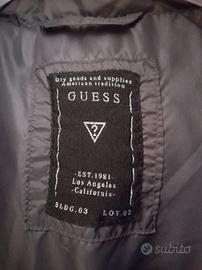 Dry goods and supplies
American tradition
GUESS
?
-EST.1981-
Los Angeles
-California-
BLDG.03 LOT.02
subito